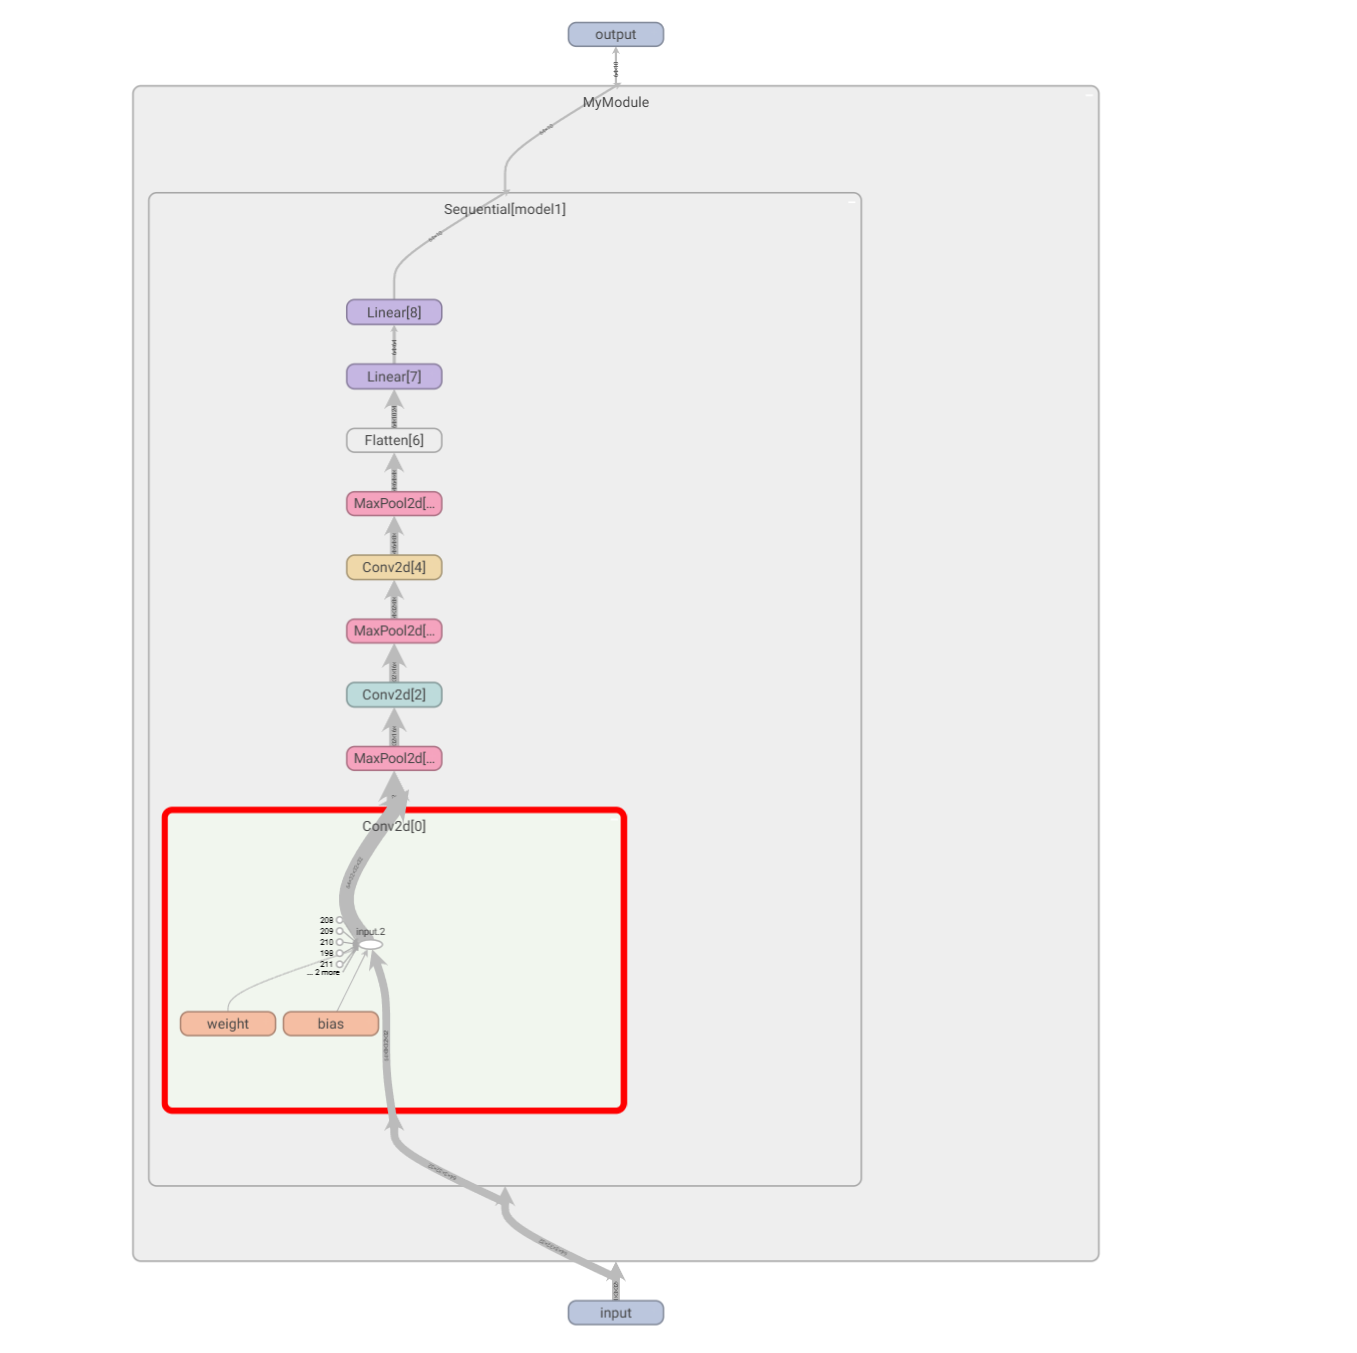 output
MyModule
Sequential[model1]
Linear[8]
Linear[7]
Flatten[6]
MaxPool2d[...
Conv2d[4]
MaxPool2d[...
Conv2d[2]
MaxPool2d[...
Conv2d[0]
208
209
input.2
210
198
211
... 2 more
weight
bias
input